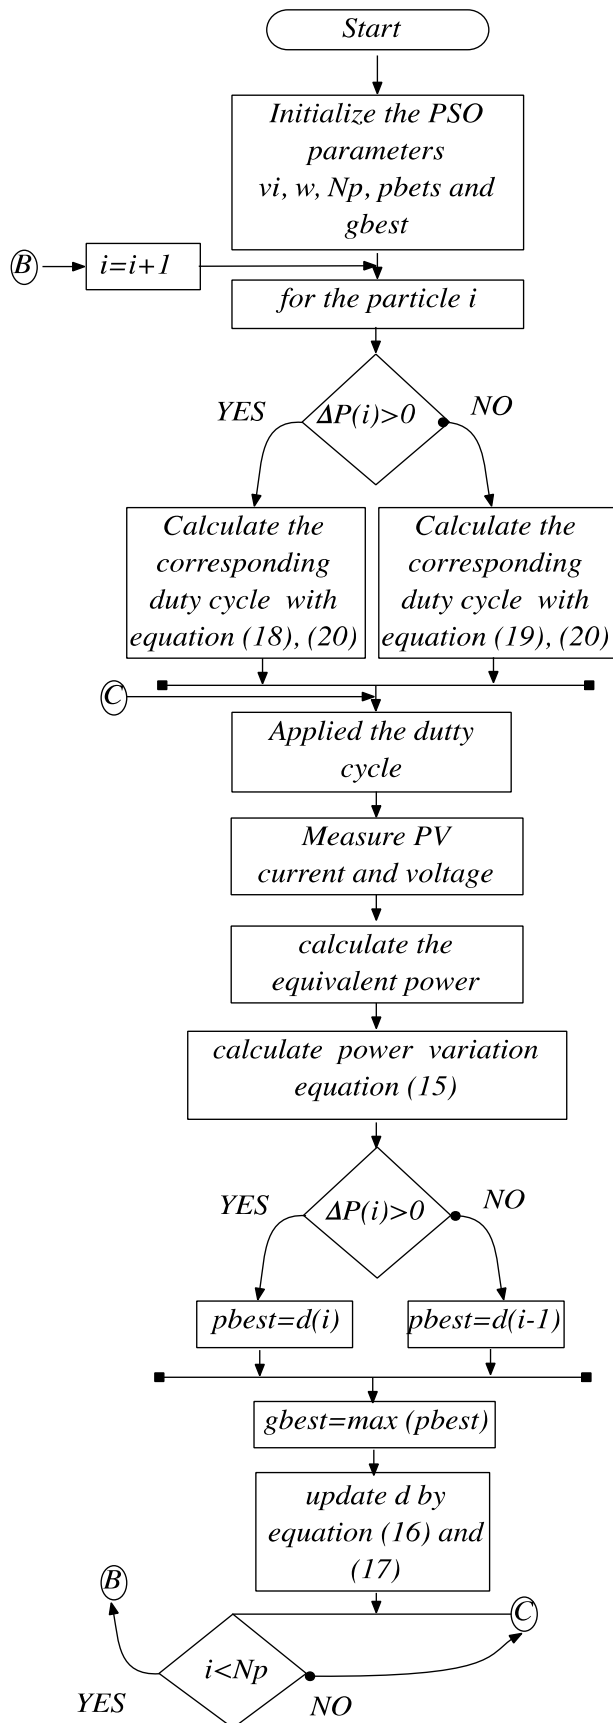 Start
Initialize the PSO
parameters
vi, w, Np, pbets and
gbest
B
i=i+1
for the particle i
YES
ΔP(i)>0
NO
Calculate the
corresponding
duty cycle with
equation (18), (20)
Calculate the
corresponding
duty cycle with
equation (19), (20)
C
Applied the dutty
cycle
Measure PV
current and voltage
calculate the
equivalent power
calculate power variation
equation (15)
YES
ΔP(i)>0
NO
pbest=d(i)
pbest=d(i-1)
gbest=max (pbest)
update d by
equation (16) and
(17)
B
C
i<Np
YES
NO